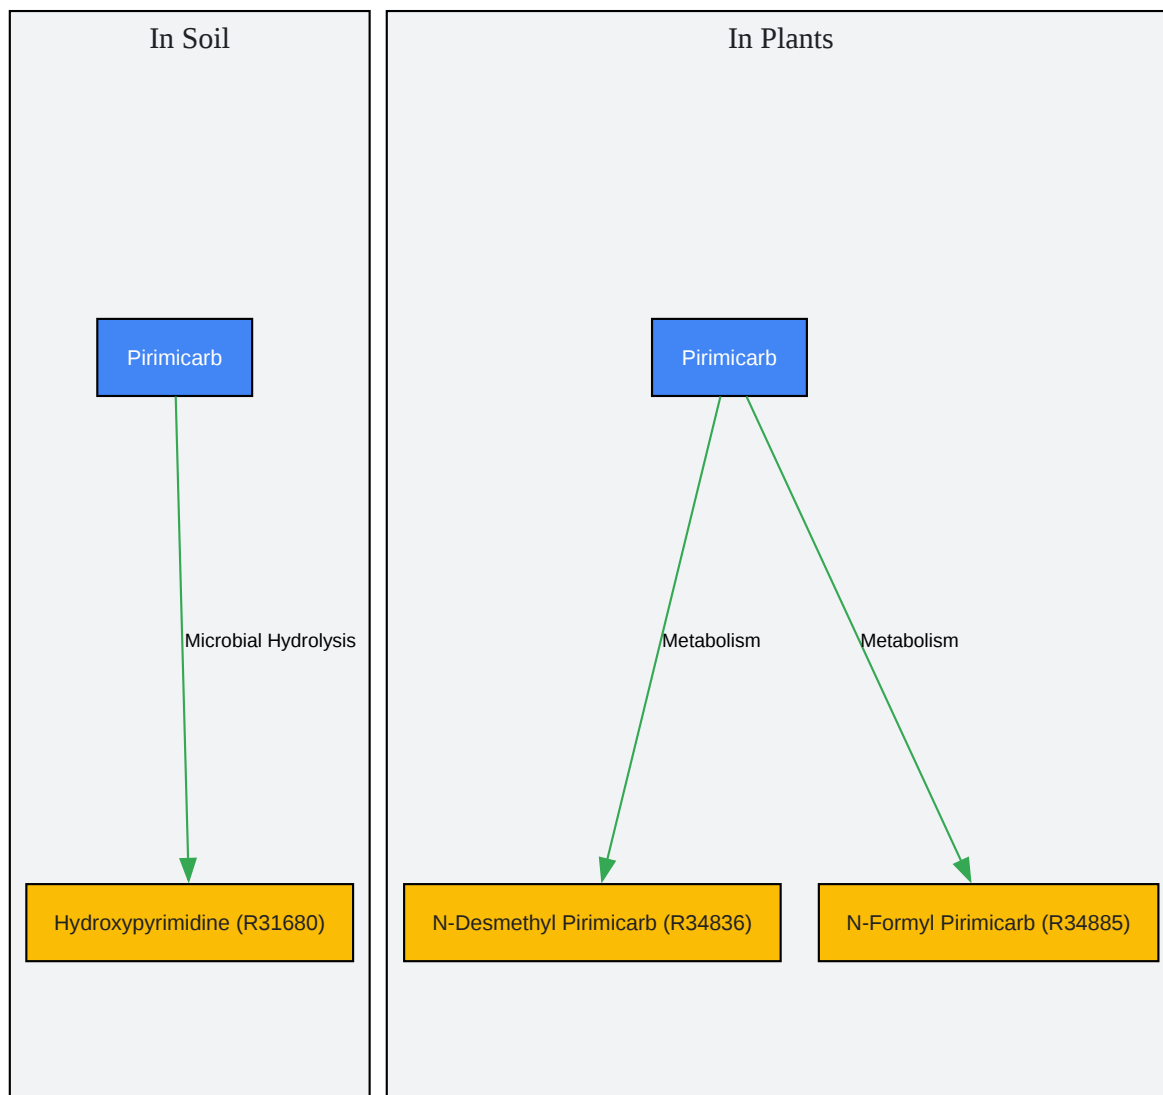 In Soil
Pirimicarb
Microbial Hydrolysis
Hydroxypyrimidine (R31680)
In Plants
Pirimicarb
Metabolism
Metabolism
N-Desmethyl Pirimicarb (R34836)
N-Formyl Pirimicarb (R34885)